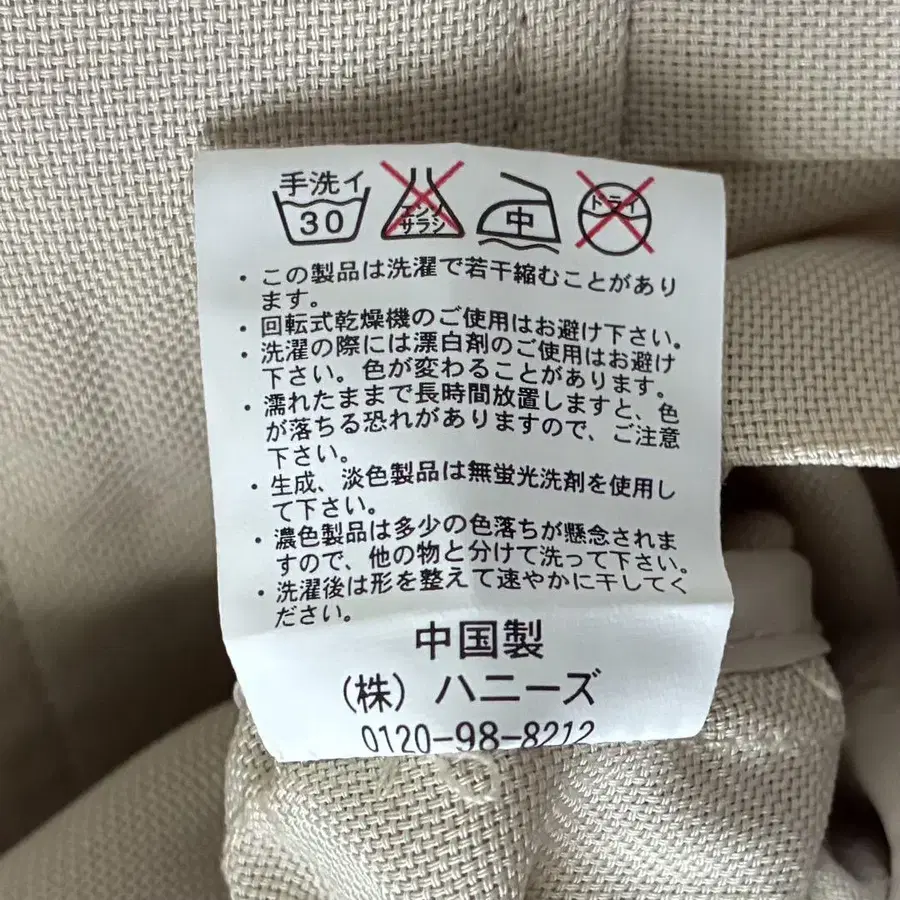 手洗イ
30
エンソ
サラシ
中
ドライ
・この製品は洗濯で若干縮むことがあり
ます。
・回転式乾燥機のご使用はお避け下さい。
・洗濯の際には漂白剤のご使用はお避け
下さい。色が変わることがあります。
・濡れたままで長時間放置しますと、色
が落ちる恐れがありますので、ご注意
下さい。
・生成、淡色製品は無蛍光洗剤を使用し
て下さい。
・濃色製品は多少の色落ちが懸念されま
すので、他の物と分けて洗って下さい。
・洗濯後は形を整えて速やかに干してく
ださい。
中国製
(株) ハニーズ
0120-98-8212